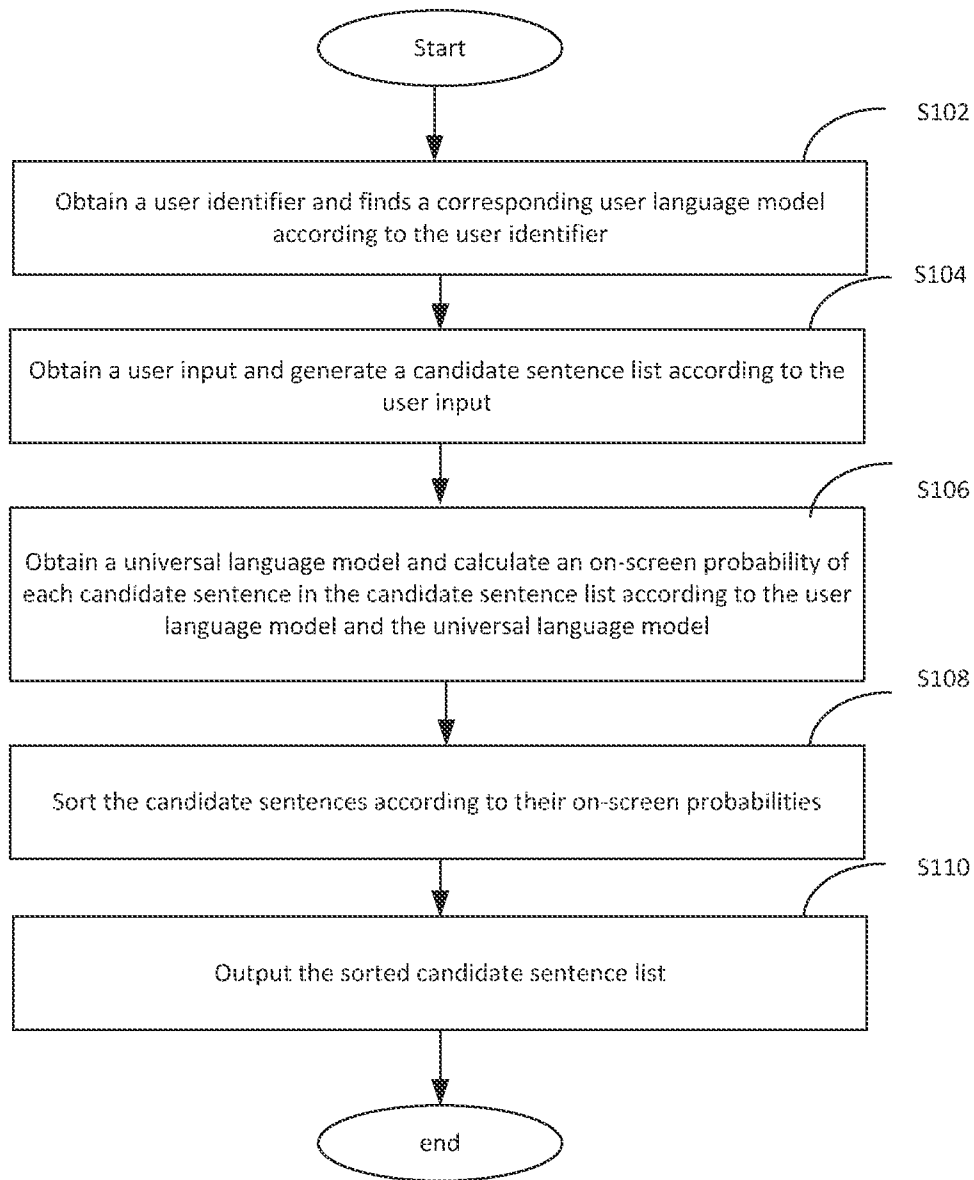 Start
S102
Obtain a user identifier and finds a corresponding user language model
according to the user identifier
S104
Obtain a user input and generate a candidate sentence list according to the
user input
S106
Obtain a universal language model and calculate an on-screen probability of
each candidate sentence in the candidate sentence list according to the user
language model and the universal language model
S108
Sort the candidate sentences according to their on-screen probabilities
S110
Output the sorted candidate sentence list
end